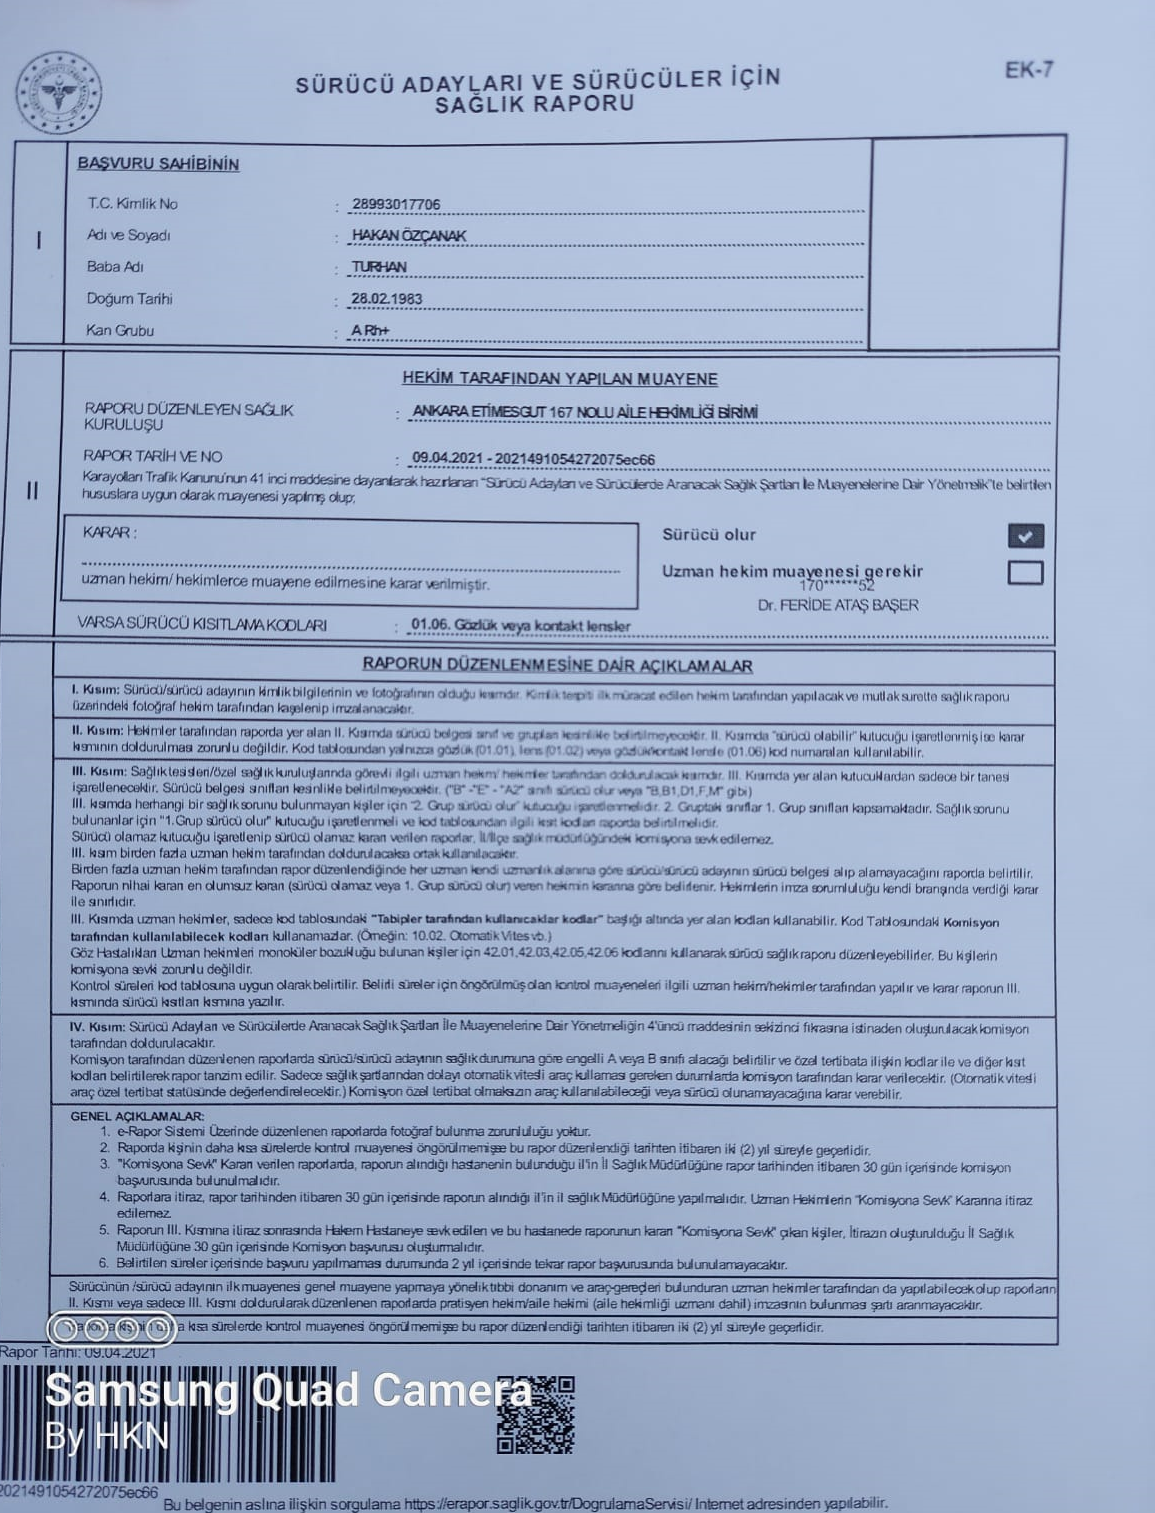 EK-7
SÜRÜCÜ ADAYLARI VE SÜRÜCÜLER İÇİN
SAĞLIK RAPORU
I
BAŞVURU SAHİBİNİN
T.C. Kimlik No : 28993017706
Adı ve Soyadı : HAKAN ÖZÇANAK
Baba Adı : TURHAN
Doğum Tarihi : 28.02.1983
Kan Grubu : A Rh+
II
HEKİM TARAFINDAN YAPILAN MUAYENE
RAPORU DÜZENLEYEN SAĞLIK
KURULUŞU : ANKARA ETİMESGUT 167 NOLU AİLE HEKİMLİĞİ BİRİMİ
RAPOR TARİH VE NO : 09.04.2021 - 2021491054272075ec66
Karayolları Trafik Kanunu'nun 41 inci maddesine dayanılarak hazırlanan "Sürücü Adayları ve Sürücülerde Aranacak Sağlık Şartları İle Muayenelerine Dair Yönetmelik"te belirtilen
hususlara uygun olarak muayenesi yapılmış olup;
KARAR :
uzman hekim/ hekimlerce muayene edilmesine karar verilmiştir.
Sürücü olur
Uzman hekim muayenesi gerekir
170******52
Dr. FERİDE ATAŞ BAŞER
VARSA SÜRÜCÜ KISITLAMA KODLARI : 01.06. Gözlük veya kontakt lensler
RAPORUN DÜZENLENMESİNE DAİR AÇIKLAMALAR
I. Kısım: Sürücü/sürücü adayının kimlik bilgilerinin ve fotoğrafının olduğu kısımdır. Kimlik tespiti ilk müracat edilen hekim tarafından yapılacak ve mutlak surette sağlık raporu
üzerindeki fotoğraf hekim tarafından kaşelenip imzalanacaktır.
II. Kısım: Hekimler tarafından raporda yer alan II. Kısımda sürücü belgesi sınıf ve grupları kesinlikle belirtilmeyecektir. II. Kısımda "sürücü olabilir" kutucuğu işaretlenmiş ise karar
kısmının doldurulması zorunlu değildir. Kod tablosundan yalnızca gözlük (01.01), lens (01.02) veya gözlük/kontakt lensle (01.06) kod numaraları kullanılabilir.
III. Kısım: Sağlık tesisleri/özel sağlık kuruluşlarında görevli ilgili uzman hekim/ hekimler tarafından doldurulacak kısımdır. III. Kısımda yer alan kutucuklardan sadece bir tanesi
işaretlenecektir. Sürücü belgesi sınıfları kesinlikle belirtilmeyecektir. ("B" -"E" - "A2" sınıfı sürücü olur veya "B,B1,D1,F,M" gibi)
III. kısımda herhangi bir sağlık sorunu bulunmayan kişiler için "2. Grup sürücü olur" kutucuğu işaretlenmelidir. 2. Gruptaki sınıflar 1. Grup sınıfları kapsamaktadır. Sağlık sorunu
bulunanlar için "1.Grup sürücü olur" kutucuğu işaretlenmeli ve kod tablosundan ilgili kısıt kodları raporda belirtilmelidir.
Sürücü olamaz kutucuğu işaretlenip sürücü olamaz kararı verilen raporlar, İl/İlçe sağlık müdürlüğündeki komisyona sevk edilemez.
III. kısım birden fazla uzman hekim tarafından doldurulacaksa ortak kullanılacaktır.
Birden fazla uzman hekim tarafından rapor düzenlendiğinde her uzman kendi uzmanlık alanına göre sürücü/sürücü adayının sürücü belgesi alıp alamayacağını raporda belirtilir.
Raporun nihai kararı en olumsuz kararı (sürücü olamaz veya 1. Grup sürücü olur) veren hekimin kararına göre belirlenir. Hekimlerin imza sorumluluğu kendi branşında verdiği karar
ile sınırlıdır.
III. Kısımda uzman hekimler, sadece kod tablosundaki "Tabipler tarafından kullanıcaklar kodlar" başlığı altında yer alan kodları kullanabilir. Kod Tablosundaki Komisyon
tarafından kullanılabilecek kodları kullanamazlar. (Örneğin: 10.02. Otomatik Vites vb.)
Göz Hastalıkları Uzman hekimleri monoküler bozukluğu bulunan kişiler için 42.01,42.03,42.05,42.06 kodlarını kullanarak sürücü sağlık raporu düzenleyebilirler. Bu kişilerin
komisyona sevki zorunlu değildir.
Kontrol süreleri kod tablosuna uygun olarak belirtilir. Belirli süreler için öngörülmüş olan kontrol muayeneleri ilgili uzman hekim/hekimler tarafından yapılır ve karar raporun III.
kısmında sürücü kısıtları kısmına yazılır.
IV. Kısım: Sürücü Adayları ve Sürücülerde Aranacak Sağlık Şartları İle Muayenelerine Dair Yönetmeliğin 4'üncü maddesinin sekizinci fıkrasına istinaden oluşturulacak komisyon
tarafından doldurulacaktır.
Komisyon tarafından düzenlenen raporlarda sürücü/sürücü adayının sağlık durumuna göre engelli A veya B sınıfı alacağı belirtilir ve özel tertibata ilişkin kodlar ile ve diğer kısıt
kodları belirtilerek rapor tanzim edilir. Sadece sağlık şartlarından dolayı otomatik vitesli araç kullaması gereken durumlarda komisyon tarafından karar verilecektir. (Otomatik vitesli
araç özel tertibat statüsünde değerlendirelecektir.) Komisyon özel tertibat olmaksızın araç kullanılabileceği veya sürücü olunamayacağına karar verebilir.
GENEL AÇIKLAMALAR:
1. e-Rapor Sistemi Üzerinde düzenlenen raporlarda fotoğraf bulunma zorunluluğu yoktur.
2. Raporda kişinin daha kısa sürelerde kontrol muayenesi öngörülmemişse bu rapor düzenlendiği tarihten itibaren iki (2) yıl süreyle geçerlidir.
3. "Komisyona Sevk" Kararı verilen raporlarda, raporun alındığı hastanenin bulunduğu il'in İl Sağlık Müdürlüğüne rapor tarihinden itibaren 30 gün içerisinde komisyon
başvurusunda bulunulmalıdır.
4. Raporlara itiraz, rapor tarihinden itibaren 30 gün içerisinde raporun alındığı il'in il sağlık Müdürlüğüne yapılmalıdır. Uzman Hekimlerin "Komisyona Sevk" Kararına itiraz
edilemez.
5. Raporun III. Kısmına itiraz sonrasında Hakem Hastaneye sevk edilen ve bu hastanede raporunun kararı "Komisyona Sevk" çıkan kişiler, İtirazın oluşturulduğu İl Sağlık
Müdürlüğüne 30 gün içerisinde Komisyon başvurusu oluşturmalıdır.
6. Belirtilen süreler içerisinde başvuru yapılmaması durumunda 2 yıl içerisinde tekrar rapor başvurusunda bulunulamayacaktır.
Sürücünün /sürücü adayının ilk muayenesi genel muayene yapmaya yönelik tıbbi donanım ve araç-gereçleri bulunduran uzman hekimler tarafından da yapılabilecek olup raporların
II. Kısmı veya sadece III. Kısmı doldurularak düzenlenen raporlarda pratisyen hekim/aile hekimi (aile hekimliği uzmanı dahil) imzasının bulunması şartı aranmayacaktır.
kısa sürelerde kontrol muayenesi öngörülmemişse bu rapor düzenlendiği tarihten itibaren iki (2) yıl süreyle geçerlidir.
Rapor Tarihi: 09.04.2021
Samsung Quad Camera
By HKN
2021491054272075ec66
Bu belgenin aslına ilişkin sorgulama https://erapor.saglik.gov.tr/DogrulamaServisi/ Internet adresinden yapılabilir.